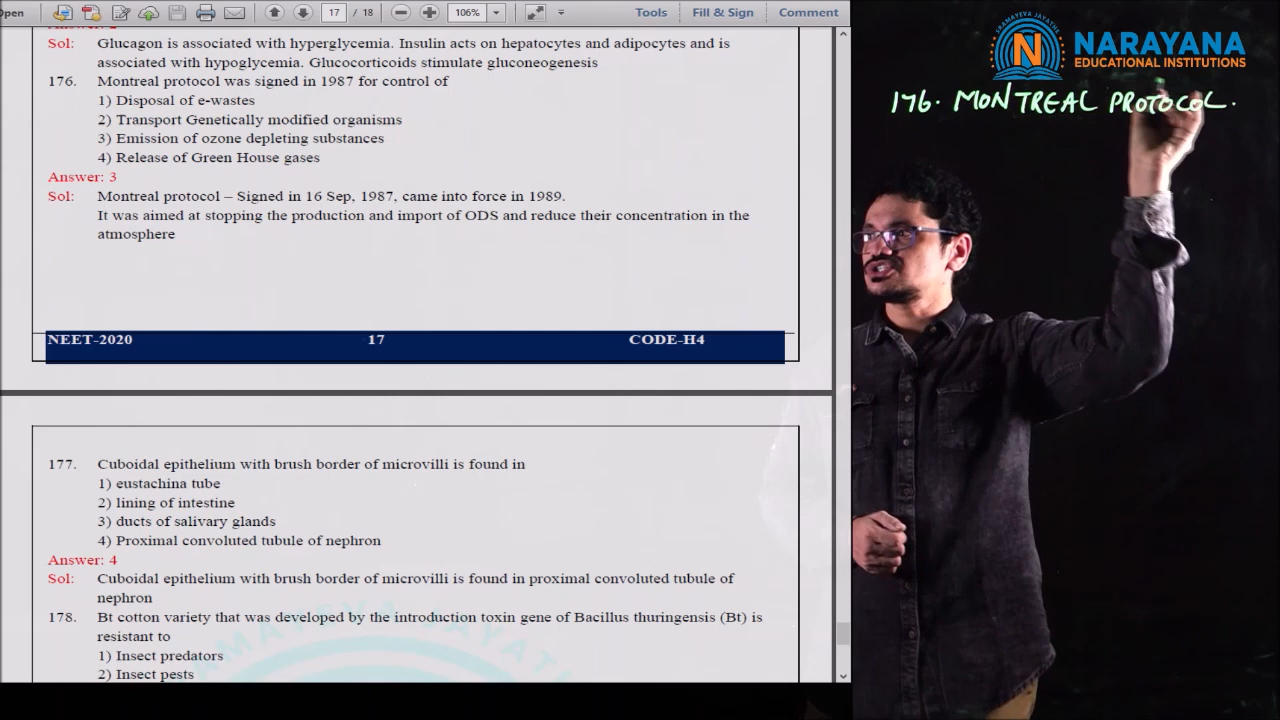 Open
17 / 18
106%
Tools
Fill & Sign
Comment
Sol: Glucagon is associated with hyperglycemia. Insulin acts on hepatocytes and adipocytes and is
associated with hypoglycemia. Glucocorticoids stimulate gluconeogenesis
176. Montreal protocol was signed in 1987 for control of
1) Disposal of e-wastes
2) Transport Genetically modified organisms
3) Emission of ozone depleting substances
4) Release of Green House gases
Answer: 3
Sol: Montreal protocol – Signed in 16 Sep, 1987, came into force in 1989.
It was aimed at stopping the production and import of ODS and reduce their concentration in the
atmosphere
NEET-2020 17 CODE-H4
177. Cuboidal epithelium with brush border of microvilli is found in
1) eustachina tube
2) lining of intestine
3) ducts of salivary glands
4) Proximal convoluted tubule of nephron
Answer: 4
Sol: Cuboidal epithelium with brush border of microvilli is found in proximal convoluted tubule of
nephron
178. Bt cotton variety that was developed by the introduction toxin gene of Bacillus thuringensis (Bt) is
resistant to
1) Insect predators
2) Insect pests
SRAMAYEVA JAYATHE
N
NARAYANA
EDUCATIONAL INSTITUTIONS
176. MONTREAL PROTOCOL.